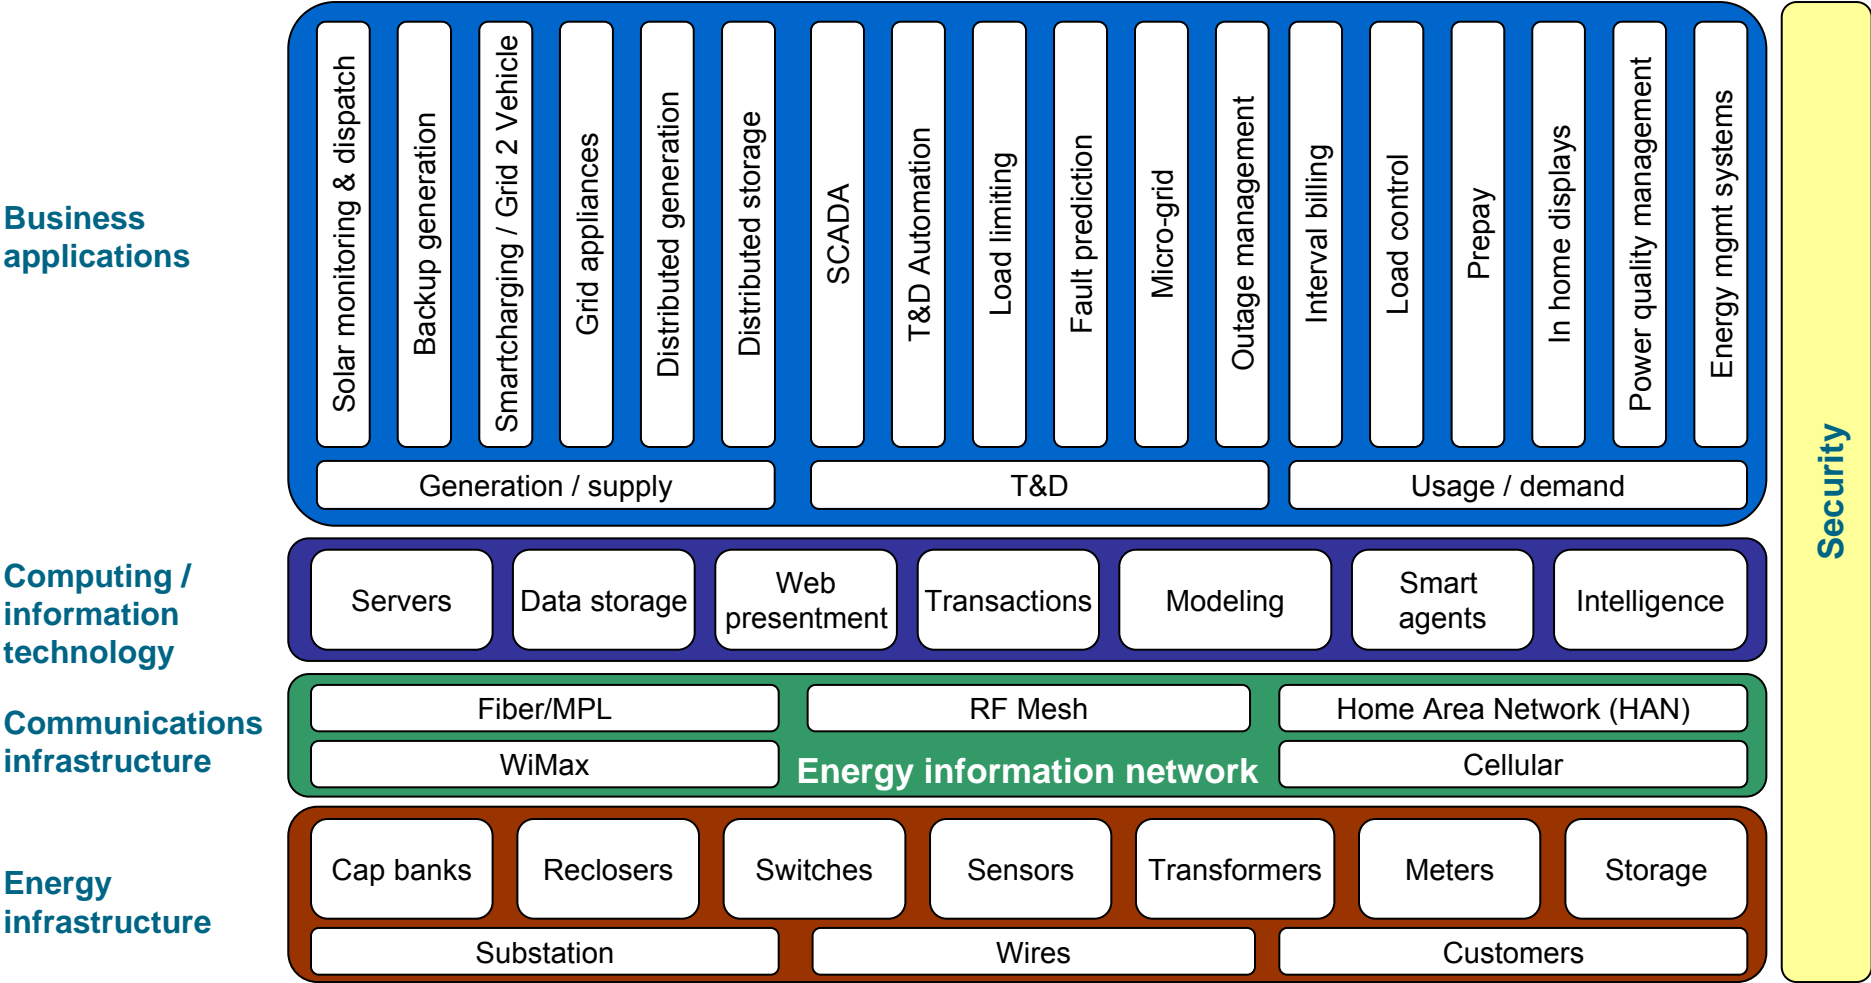 Business
applications
Solar monitoring & dispatch
Backup generation
Smartcharging / Grid 2 Vehicle
Grid appliances
Distributed generation
Distributed storage
SCADA
T&D Automation
Load limiting
Fault prediction
Micro-grid
Outage management
Interval billing
Load control
Prepay
In home displays
Power quality management
Energy mgmt systems
Generation / supply
T&D
Usage / demand
Computing /
information
technology
Servers
Data storage
Web
presentment
Transactions
Modeling
Smart
agents
Intelligence
Communications
infrastructure
Fiber/MPL
RF Mesh
Home Area Network (HAN)
WiMax
Energy information network
Cellular
Energy
infrastructure
Cap banks
Reclosers
Switches
Sensors
Transformers
Meters
Storage
Substation
Wires
Customers
Security